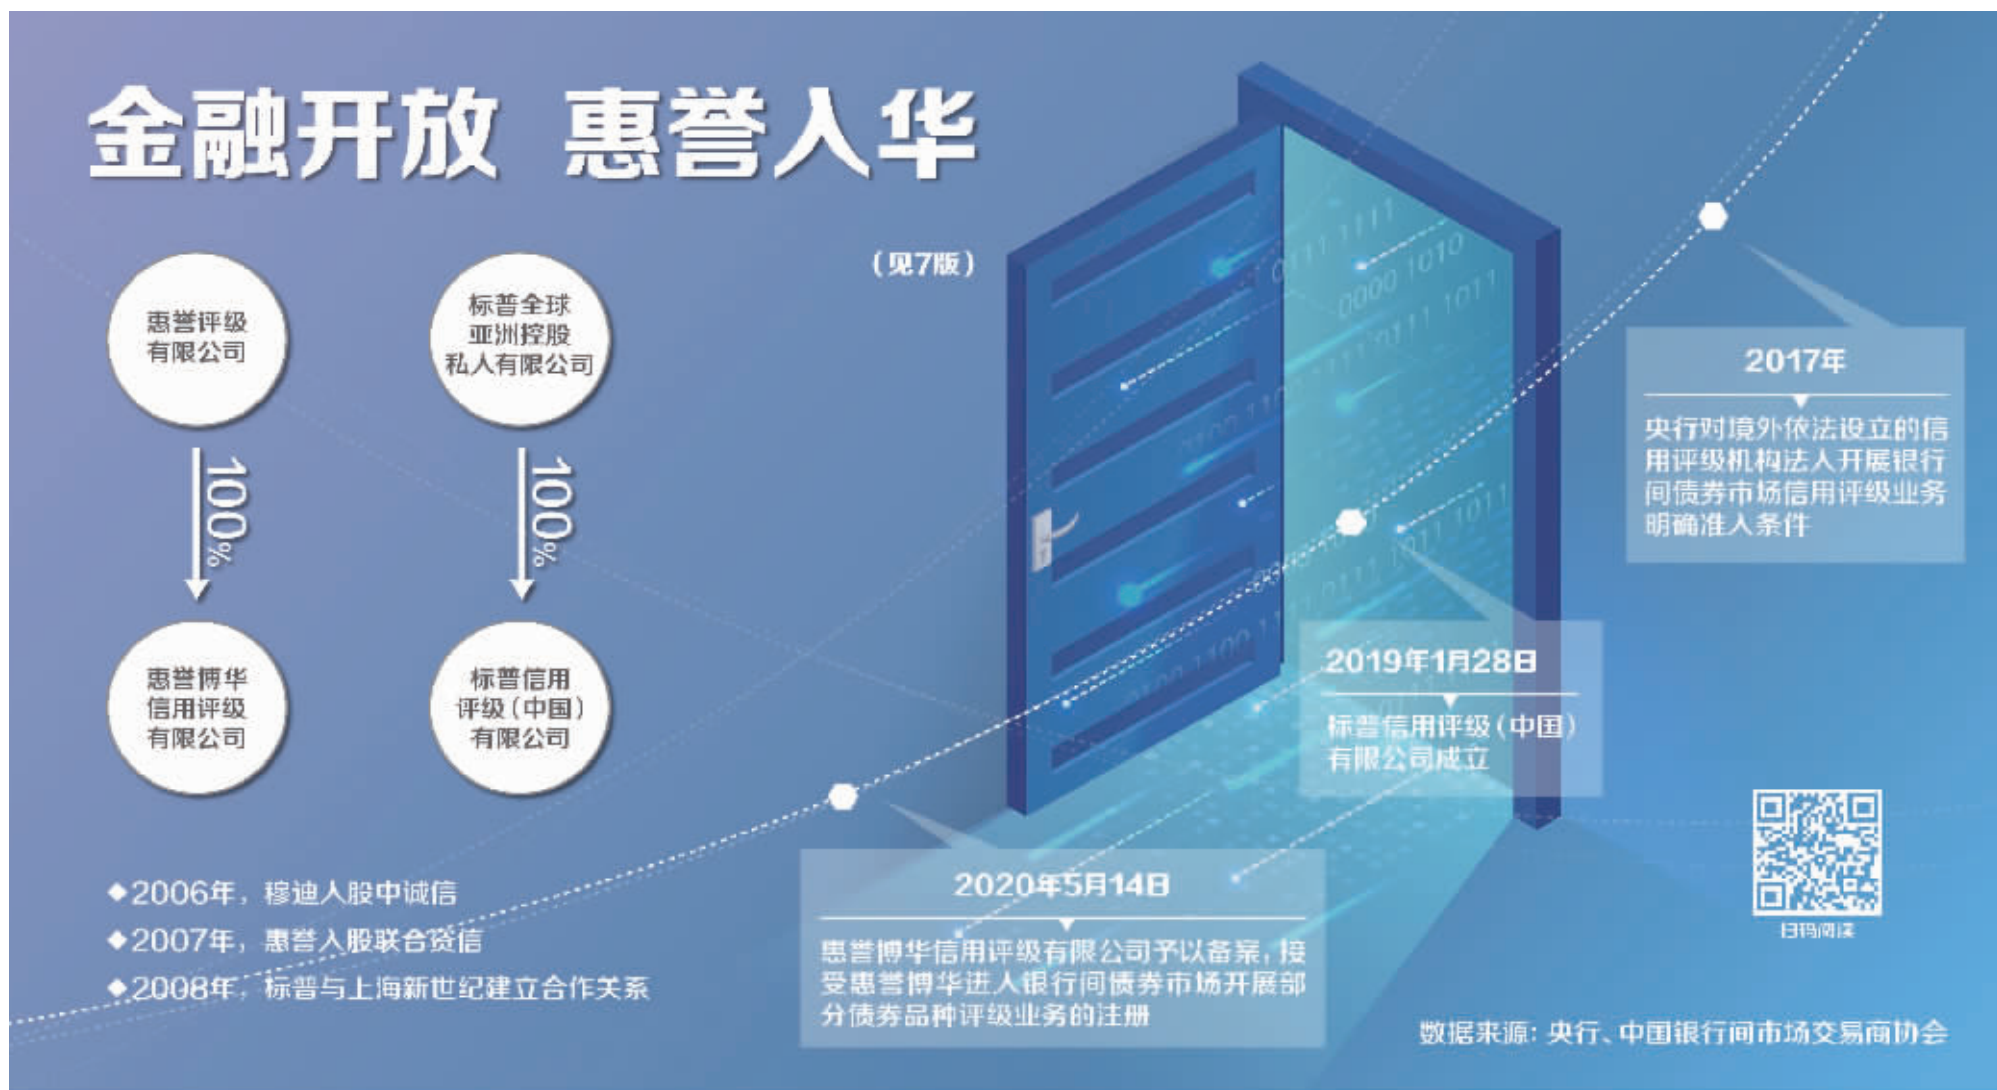 金融开放 惠誉入华
（见7版）
惠誉评级
有限公司
标普全球
亚洲控股
私人有限公司
100%
100%
惠誉博华
信用评级
有限公司
标普信用
评级（中国）
有限公司
◆2006年，穆迪入股中诚信
◆2007年，惠誉入股联合资信
◆2008年，标普与上海新世纪建立合作关系
2017年
央行对境外依法设立的信
用评级机构法人开展银行
间债券市场信用评级业务
明确准入条件
2019年1月28日
标普信用评级（中国）
有限公司成立
2020年5月14日
惠誉博华信用评级有限公司予以备案，接
受惠誉博华进入银行间债券市场开展部
分债券品种评级业务的注册
扫码阅读
数据来源：央行、中国银行间市场交易商协会